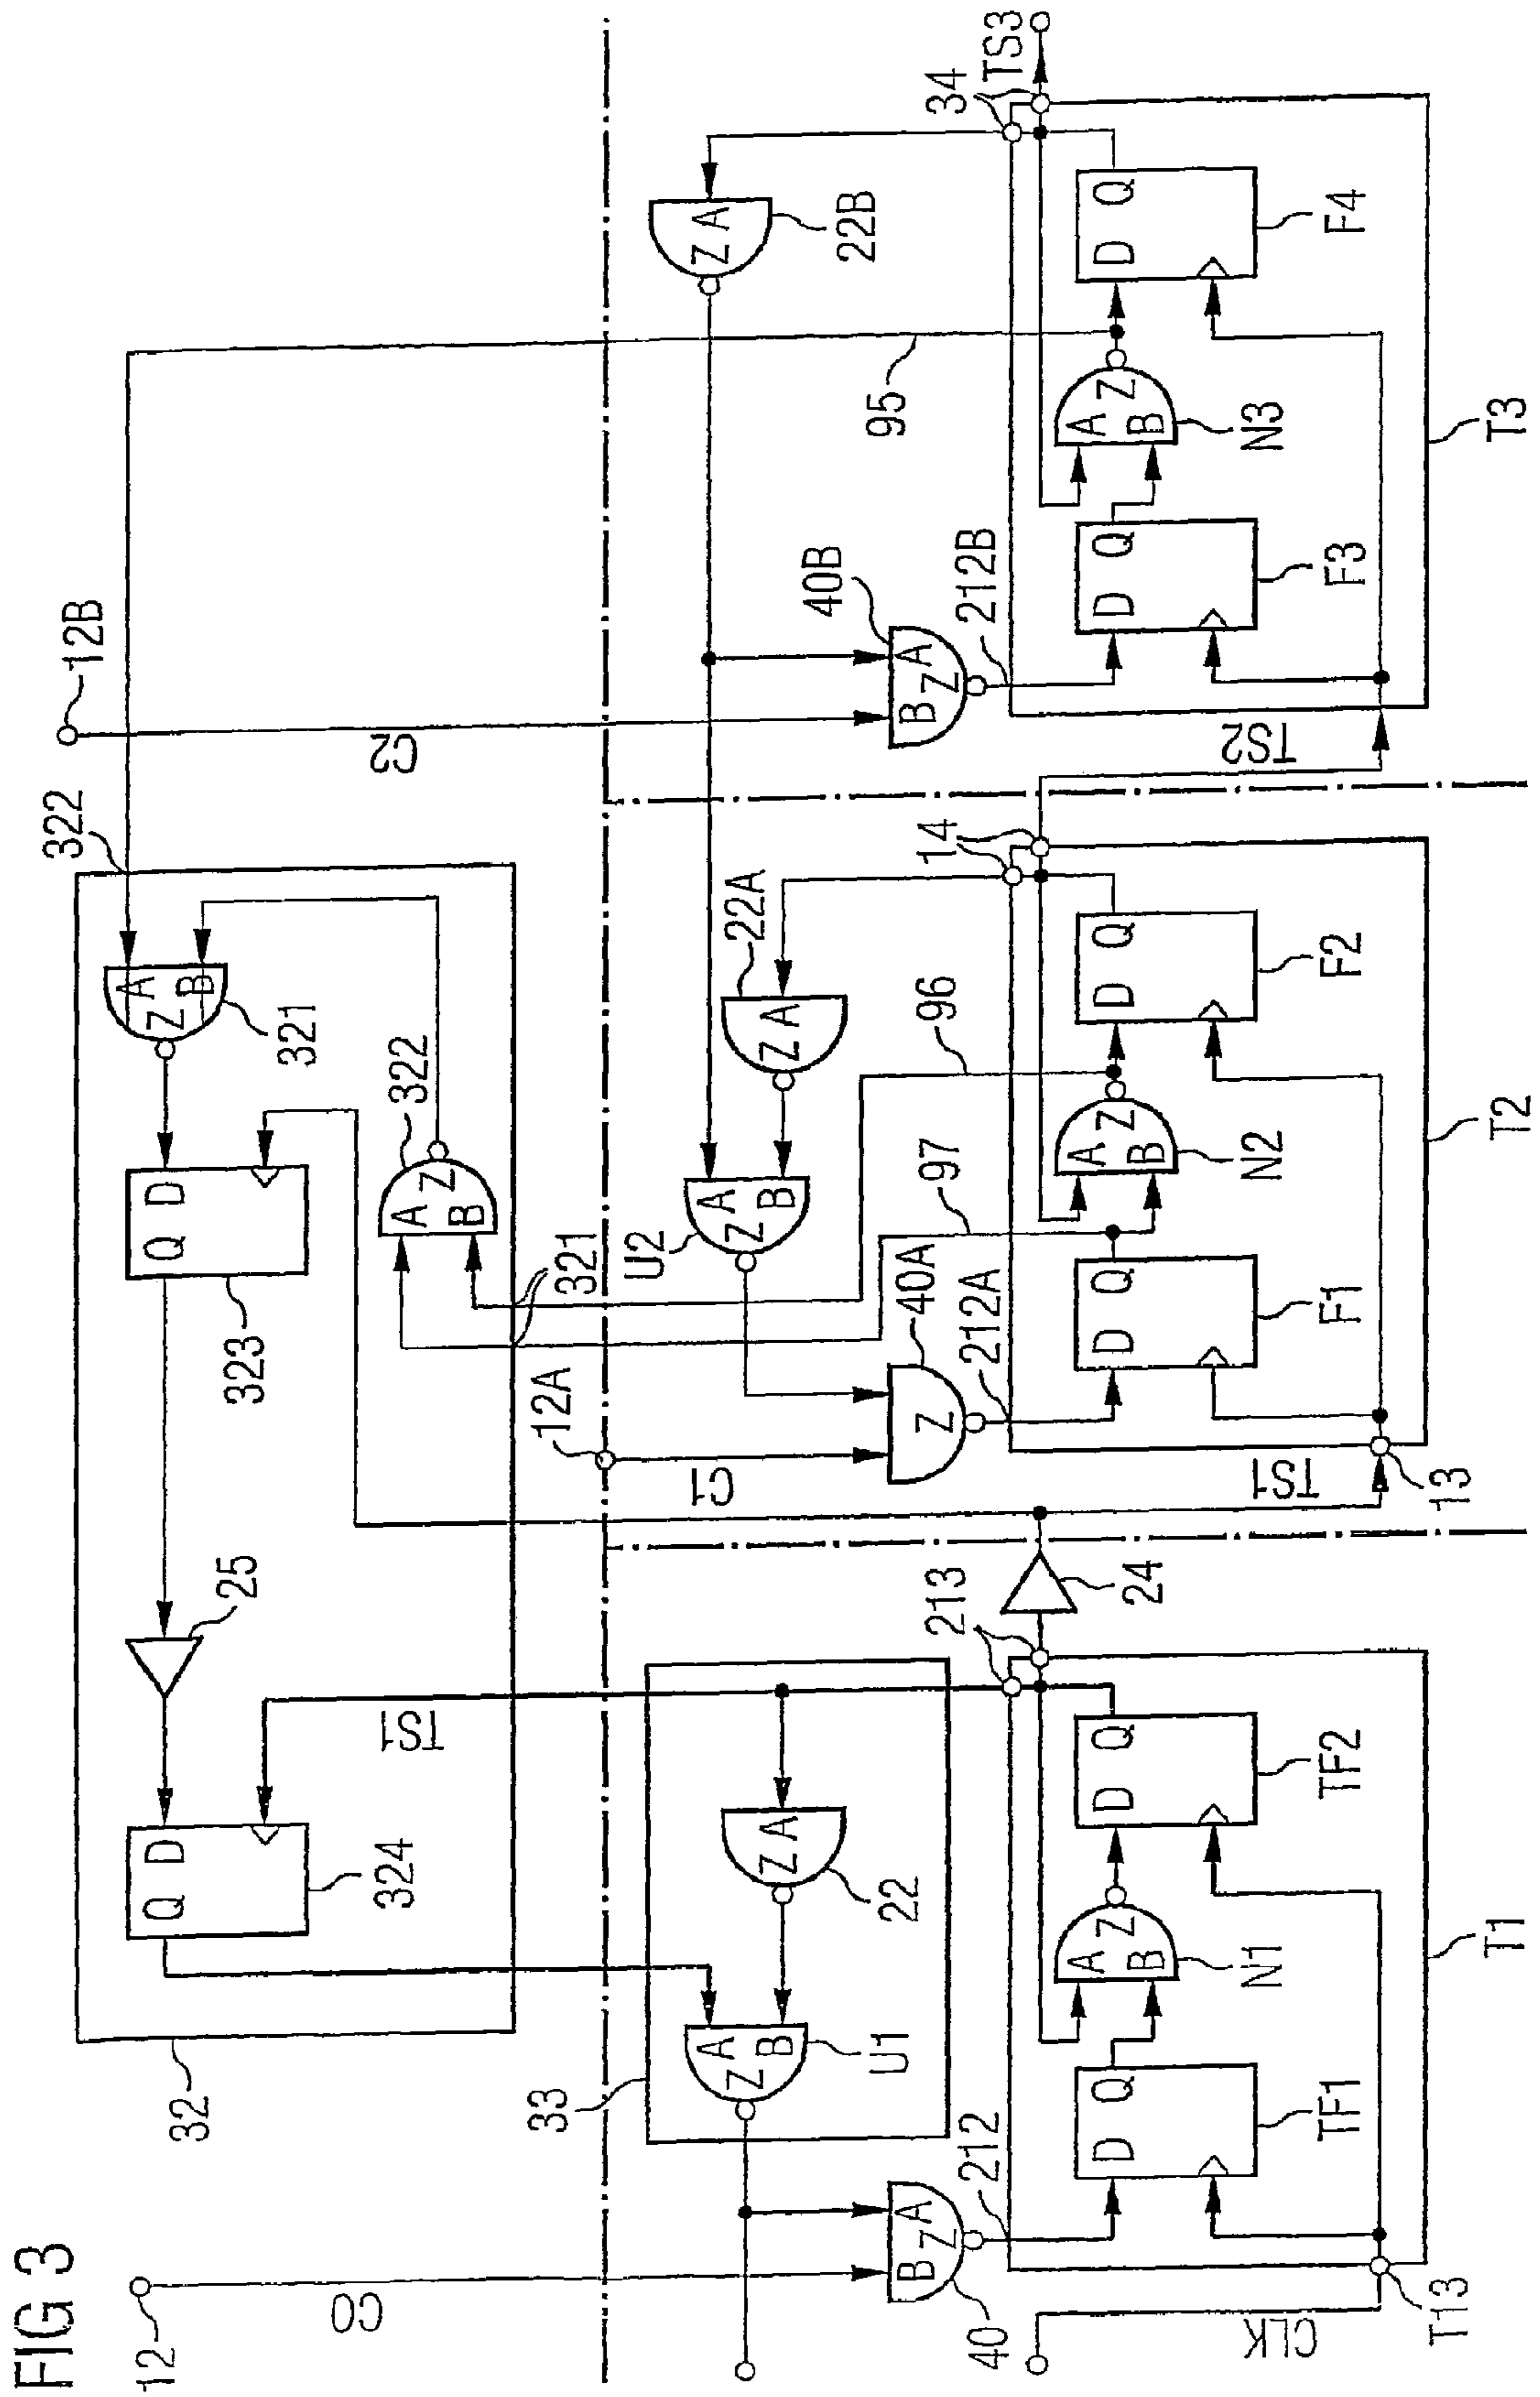 FIG 3
12
C0
32
324
Q D
25
TS1
323
Q D
322
A
B
Z
321
A
B
Z
321
322
12B
C2
33
U1
A
B
Z
22
A
Z
12A
C1
U2
A
B
Z
22A
A
Z
97
96
95
22B
A
Z
40
B A
Z
212
40A
Z
212A
40B
B A
Z
212B
213
24
14
34
TS3
TF1
D Q
N1
A
B
Z
TF2
D Q
F1
D Q
N2
A
B
Z
F2
D Q
F3
D Q
N3
A
B
Z
F4
D Q
CLK
T13
T1
TS1
13
T2
TS2
T3